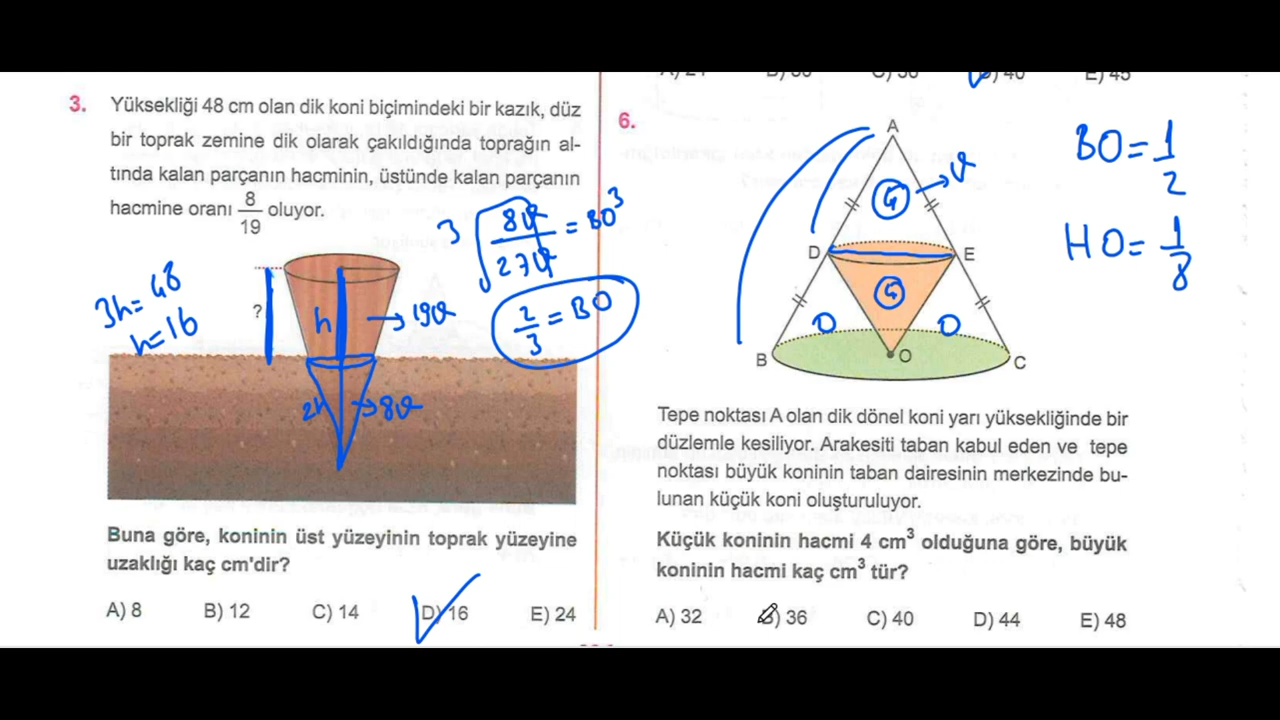 3. Yüksekliği 48 cm olan dik koni biçimindeki bir kazık, düz
bir toprak zemine dik olarak çakıldığında toprağın al-
tında kalan parçanın hacminin, üstünde kalan parçanın
hacmine oranı 8/19 oluyor.
3h=48
h=16
?
h
2h
19V
8V
3√(8V/27V) = BO³
2/3 = BO
Buna göre, koninin üst yüzeyinin toprak yüzeyine
uzaklığı kaç cm'dir?
A) 8 B) 12 C) 14 D) 16 E) 24
D) 40 E) 45
6.
A
V
4
D
E
4
B
O
C
BO=1/2
HO=1/8
Tepe noktası A olan dik dönel koni yarı yüksekliğinde bir
düzlemle kesiliyor. Arakesiti taban kabul eden ve tepe
noktası büyük koninin taban dairesinin merkezinde bu-
lunan küçük koni oluşturuluyor.
Küçük koninin hacmi 4 cm³ olduğuna göre, büyük
koninin hacmi kaç cm³ tür?
A) 32 B) 36 C) 40 D) 44 E) 48